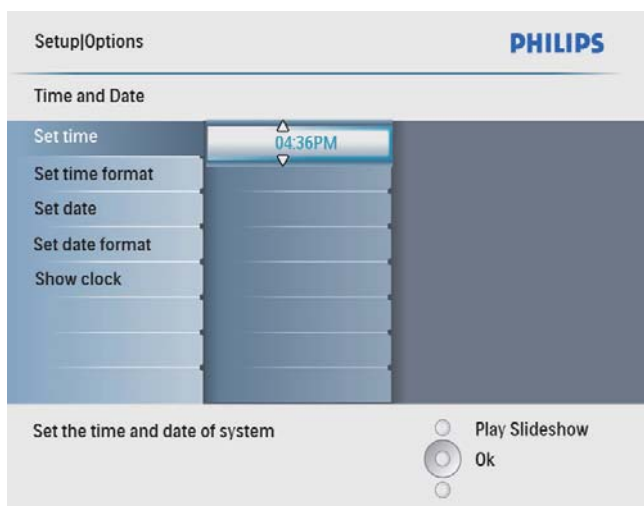 Setup|Options
PHILIPS
Time and Date
Set time
04:36PM
Set time format
Set date
Set date format
Show clock
Set the time and date of system
Play Slideshow
Ok